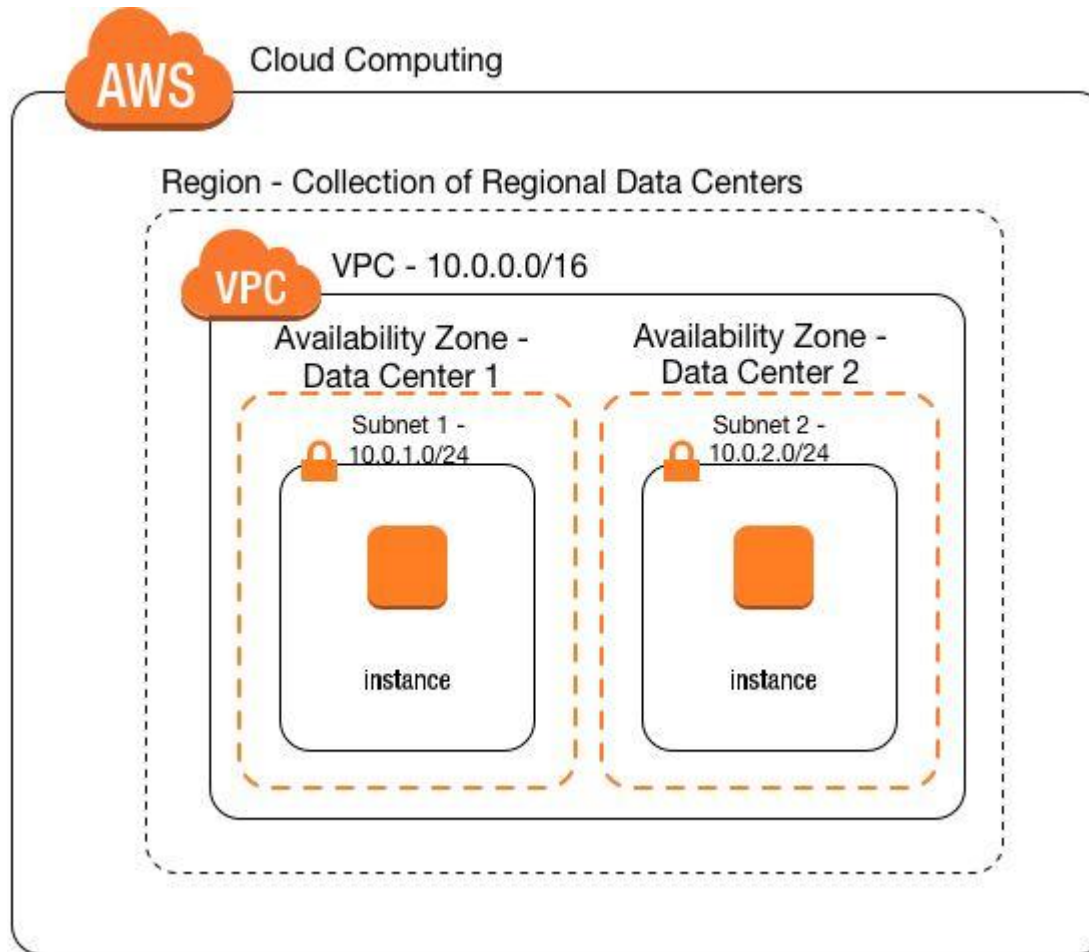 AWS
Cloud Computing
Region - Collection of Regional Data Centers
VPC
VPC - 10.0.0.0/16
Availability Zone -
Data Center 1
Availability Zone -
Data Center 2
Subnet 1 -
10.0.1.0/24
Subnet 2 -
10.0.2.0/24
instance
instance